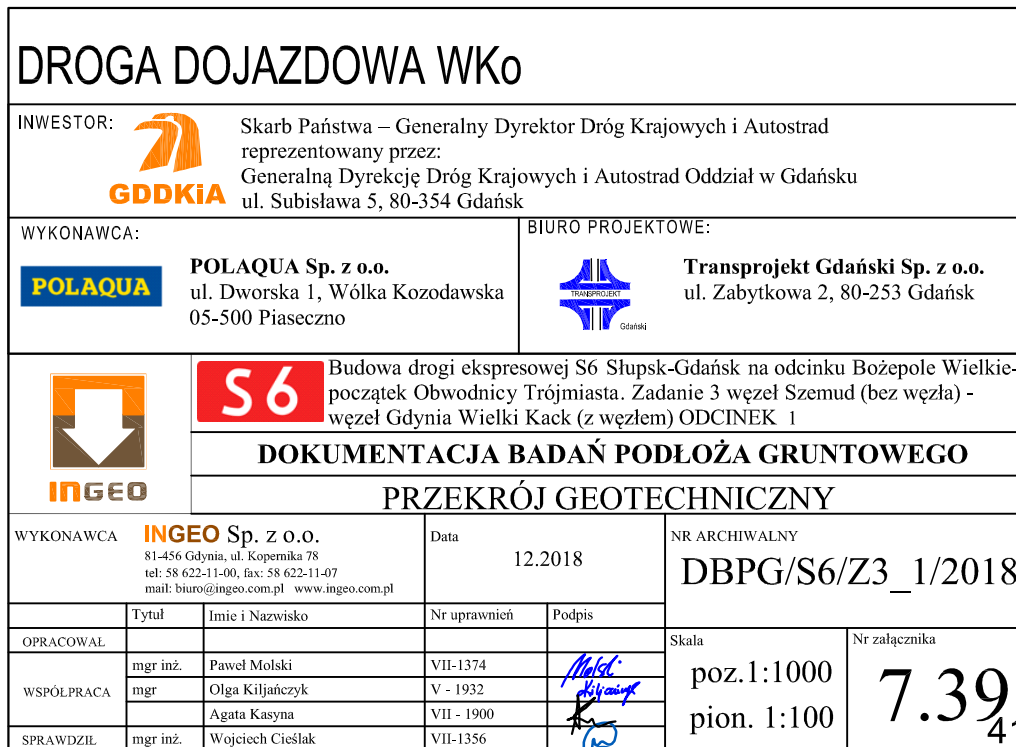 DROGA DOJAZDOWA WKo
INWESTOR:
GDDKiA
Skarb Państwa – Generalny Dyrektor Dróg Krajowych i Autostrad
reprezentowany przez:
Generalną Dyrekcję Dróg Krajowych i Autostrad Oddział w Gdańsku
ul. Subisława 5, 80-354 Gdańsk
WYKONAWCA:
POLAQUA
POLAQUA Sp. z o.o.
ul. Dworska 1, Wólka Kozodawska
05-500 Piaseczno
BIURO PROJEKTOWE:
TRANSPROJEKT
Gdański
Transprojekt Gdański Sp. z o.o.
ul. Zabytkowa 2, 80-253 Gdańsk
INGEO
S6
Budowa drogi ekspresowej S6 Słupsk-Gdańsk na odcinku Bożepole Wielkie-
początek Obwodnicy Trójmiasta. Zadanie 3 węzeł Szemud (bez węzła) -
węzeł Gdynia Wielki Kack (z węzłem) ODCINEK 1
DOKUMENTACJA BADAŃ PODŁOŻA GRUNTOWEGO
PRZEKRÓJ GEOTECHNICZNY
WYKONAWCA
INGEO Sp. z o.o.
81-456 Gdynia, ul. Kopernika 78
tel: 58 622-11-00, fax: 58 622-11-07
mail: biuro@ingeo.com.pl www.ingeo.com.pl
Data
12.2018
NR ARCHIWALNY
DBPG/S6/Z3_1/2018
Tytuł Imie i Nazwisko Nr uprawnień Podpis
OPRACOWAŁ
WSPÓŁPRACA
mgr inż. Paweł Molski VII-1374 Molski
mgr Olga Kiljańczyk V - 1932 Kiljańczyk
Agata Kasyna VII - 1900
SPRAWDZIŁ mgr inż. Wojciech Cieślak VII-1356
Skala
poz.1:1000
pion. 1:100
Nr załącznika
7.39